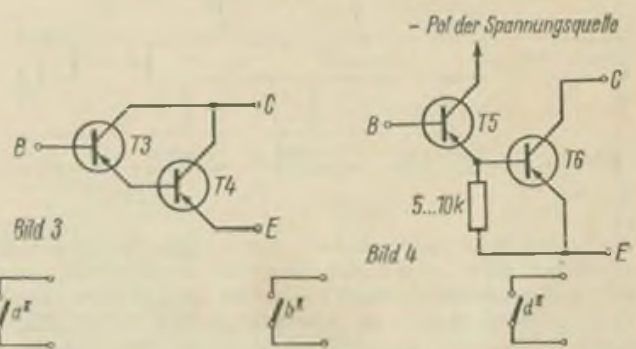 – Pol der Spannungsquelle
B
T3
T4
C
E
Bild 3
B
T5
T6
C
5...10k
E
Bild 4
a*
b*
d*